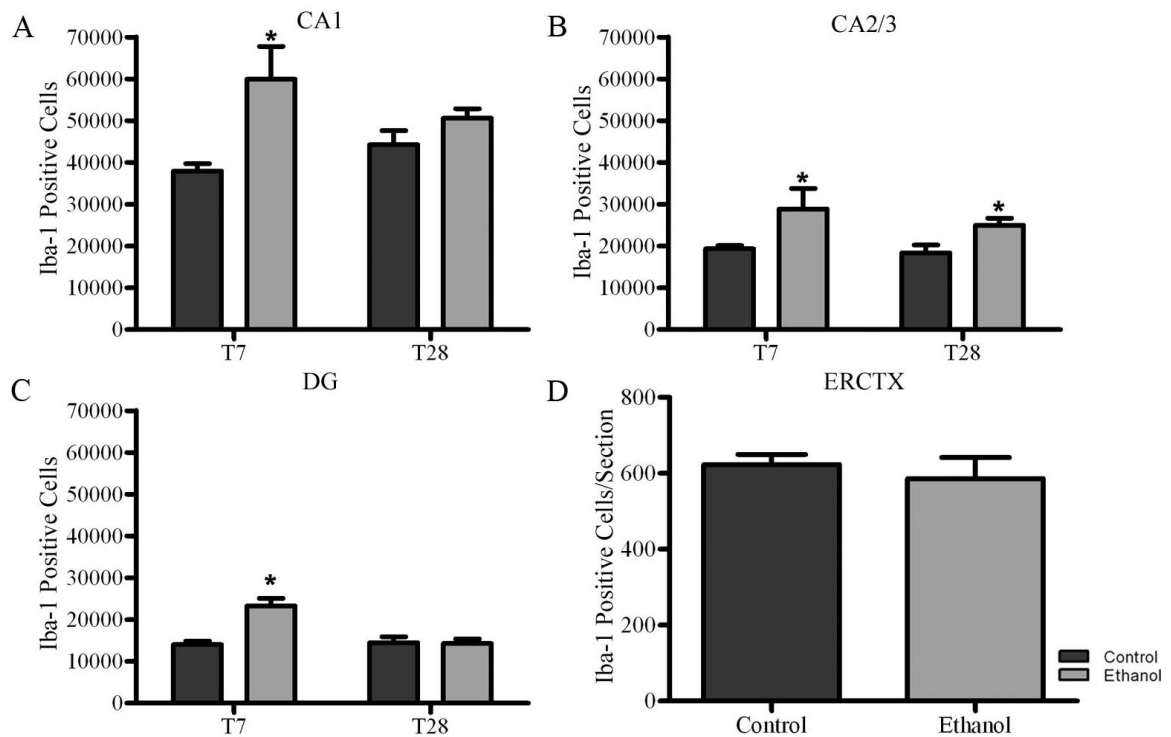 A
CA1
Iba-1 Positive Cells
70000
60000
50000
40000
30000
20000
10000
0
*
T7
T28
B
CA2/3
Iba-1 Positive Cells
70000
60000
50000
40000
30000
20000
10000
0
*
*
T7
T28
C
DG
Iba-1 Positive Cells
70000
60000
50000
40000
30000
20000
10000
0
*
T7
T28
D
ERCTX
Iba-1 Positive Cells/Section
800
600
400
200
0
Control
Ethanol
Control
Ethanol